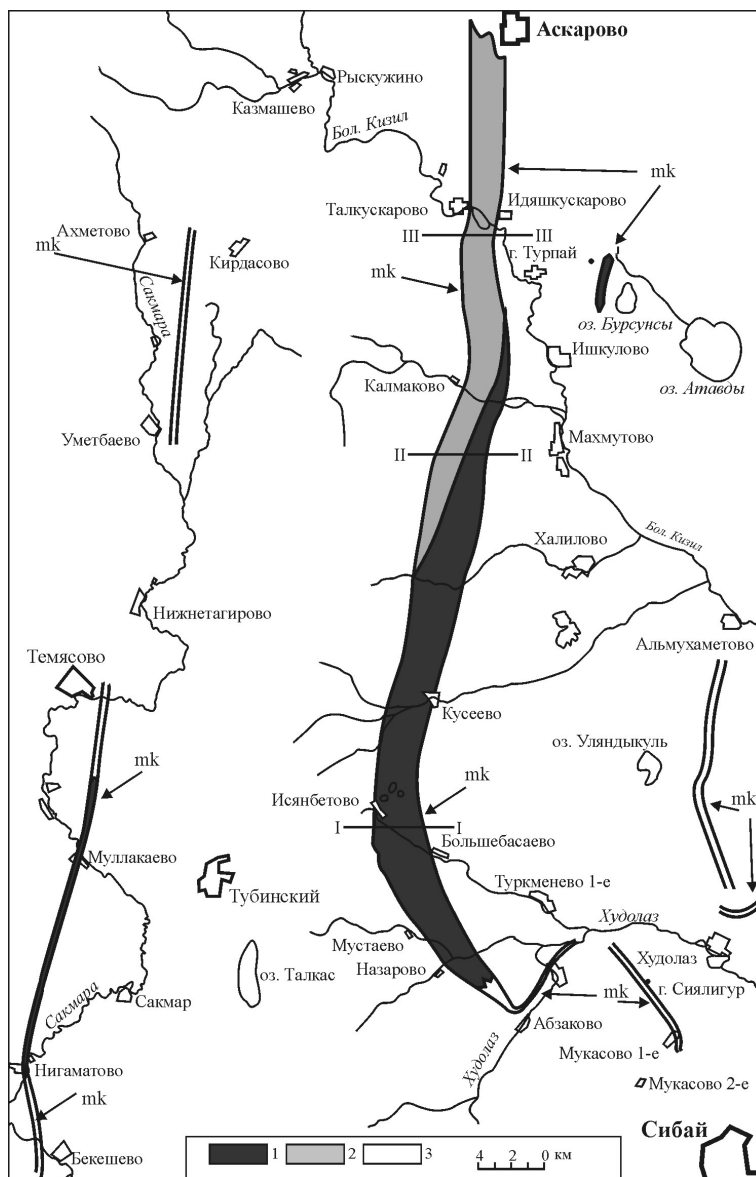 Аскарово
Рыскужино
Казмашево
Бол. Кизил
mk
Талкускарово
Идяшкускарово
Ахметово
III III
mk
Кирдасово
г. Турпай
mk
Сакмара
оз. Бурсунсы
Ишкулово
оз. Атавды
Калмаково
Уметбаево
Махмутово
II II
Бол. Кизил
Халилово
Нижнетагирово
Альмухаметово
Темясово
Кусеево
оз. Уляндыкуль
mk
mk
Исянбетово
mk
I I
Большебасаево
Муллакаево
Тубинский
Туркменево 1-е
Худолаз
Мустаево
Худолаз
Назарово
оз. Талкас
mk
г. Сиялигур
Сакмар
Сакмара
Абзаково
Мукасово 1-е
Худолаз
Нигаматово
Мукасово 2-е
mk
Сибай
Бекешево
1 2 3 4 2 0 км